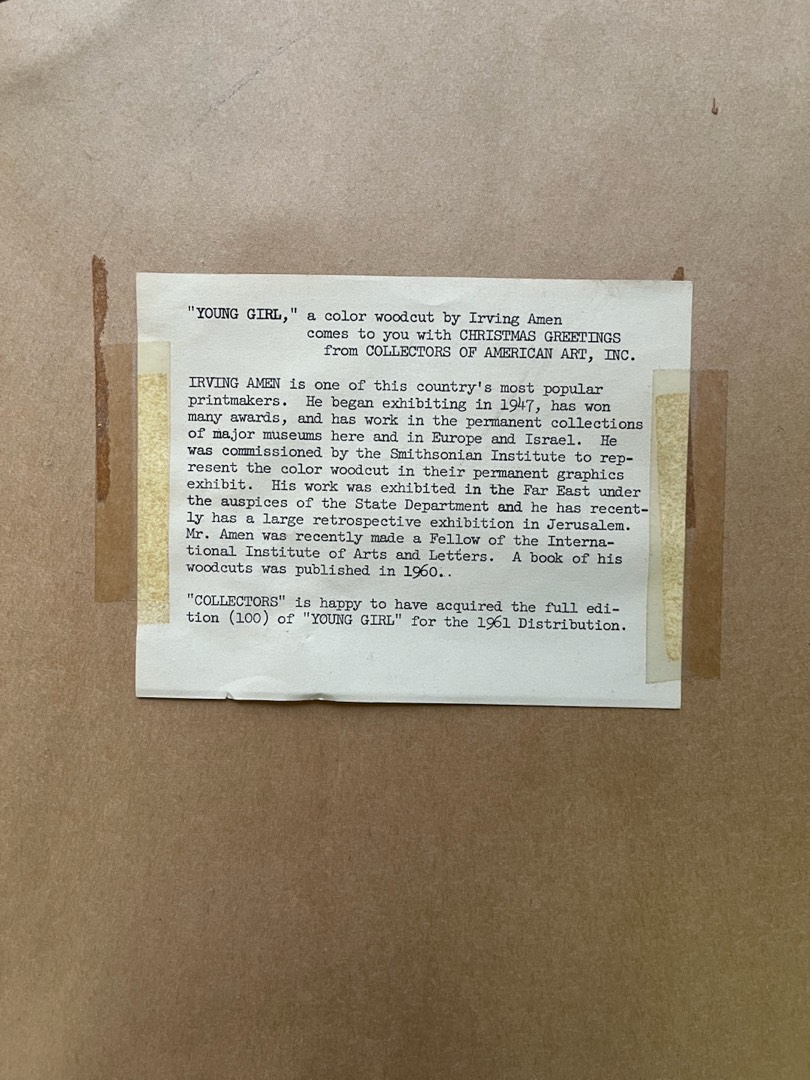 "YOUNG GIRL," a color woodcut by Irving Amen
comes to you with CHRISTMAS GREETINGS
from COLLECTORS OF AMERICAN ART, INC.
IRVING AMEN is one of this country's most popular
printmakers. He began exhibiting in 1947, has won
many awards, and has work in the permanent collections
of major museums here and in Europe and Israel. He
was commissioned by the Smithsonian Institute to rep-
resent the color woodcut in their permanent graphics
exhibit. His work was exhibited in the Far East under
the auspices of the State Department and he has recent-
ly has a large retrospective exhibition in Jerusalem.
Mr. Amen was recently made a Fellow of the Interna-
tional Institute of Arts and Letters. A book of his
woodcuts was published in 1960..
"COLLECTORS" is happy to have acquired the full edi-
tion (100) of "YOUNG GIRL" for the 1961 Distribution.